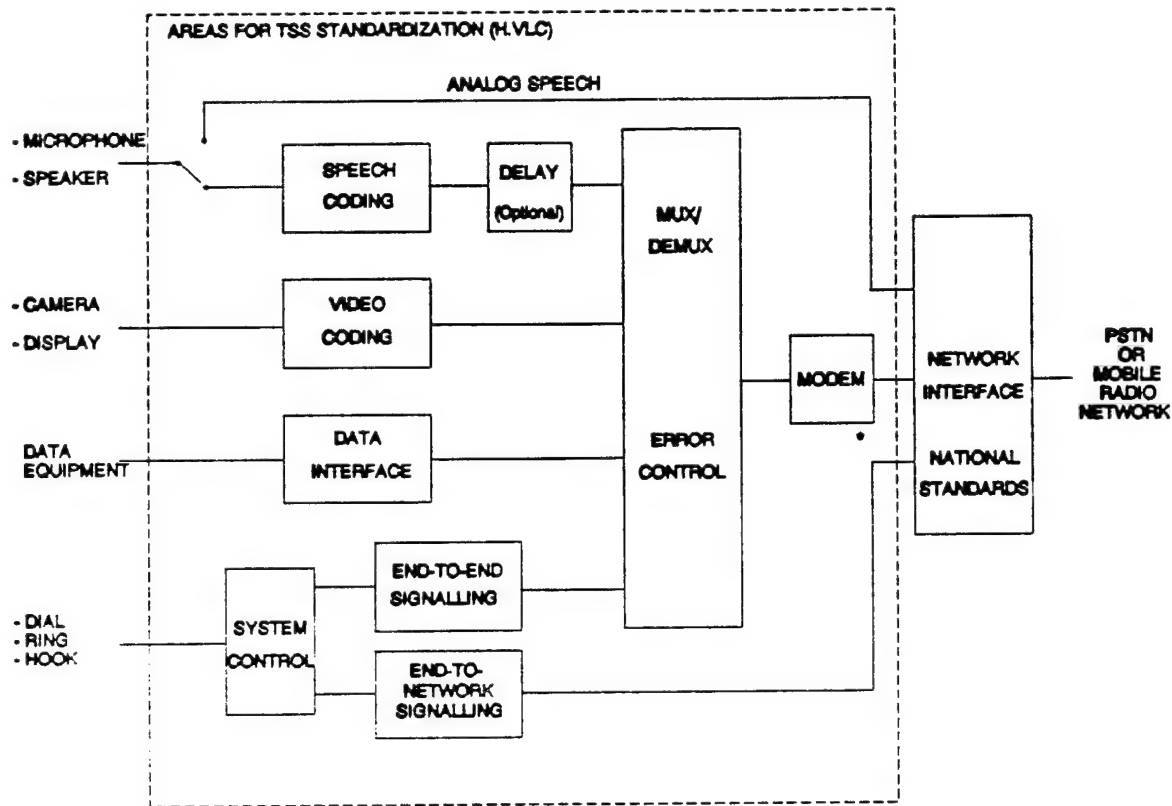 AREAS FOR TSS STANDARDIZATION (H.VLC)
ANALOG SPEECH
- MICROPHONE
- SPEAKER
SPEECH
CODING
DELAY
(Optional)
MUX/
DEMUX
- CAMERA
- DISPLAY
VIDEO
CODING
MODEM
*
NETWORK
INTERFACE
NATIONAL
STANDARDS
PSTN
OR
MOBILE
RADIO
NETWORK
DATA
EQUIPMENT
DATA
INTERFACE
ERROR
CONTROL
- DIAL
- RING
- HOOK
SYSTEM
CONTROL
END-TO-END
SIGNALLING
END-TO-
NETWORK
SIGNALLING